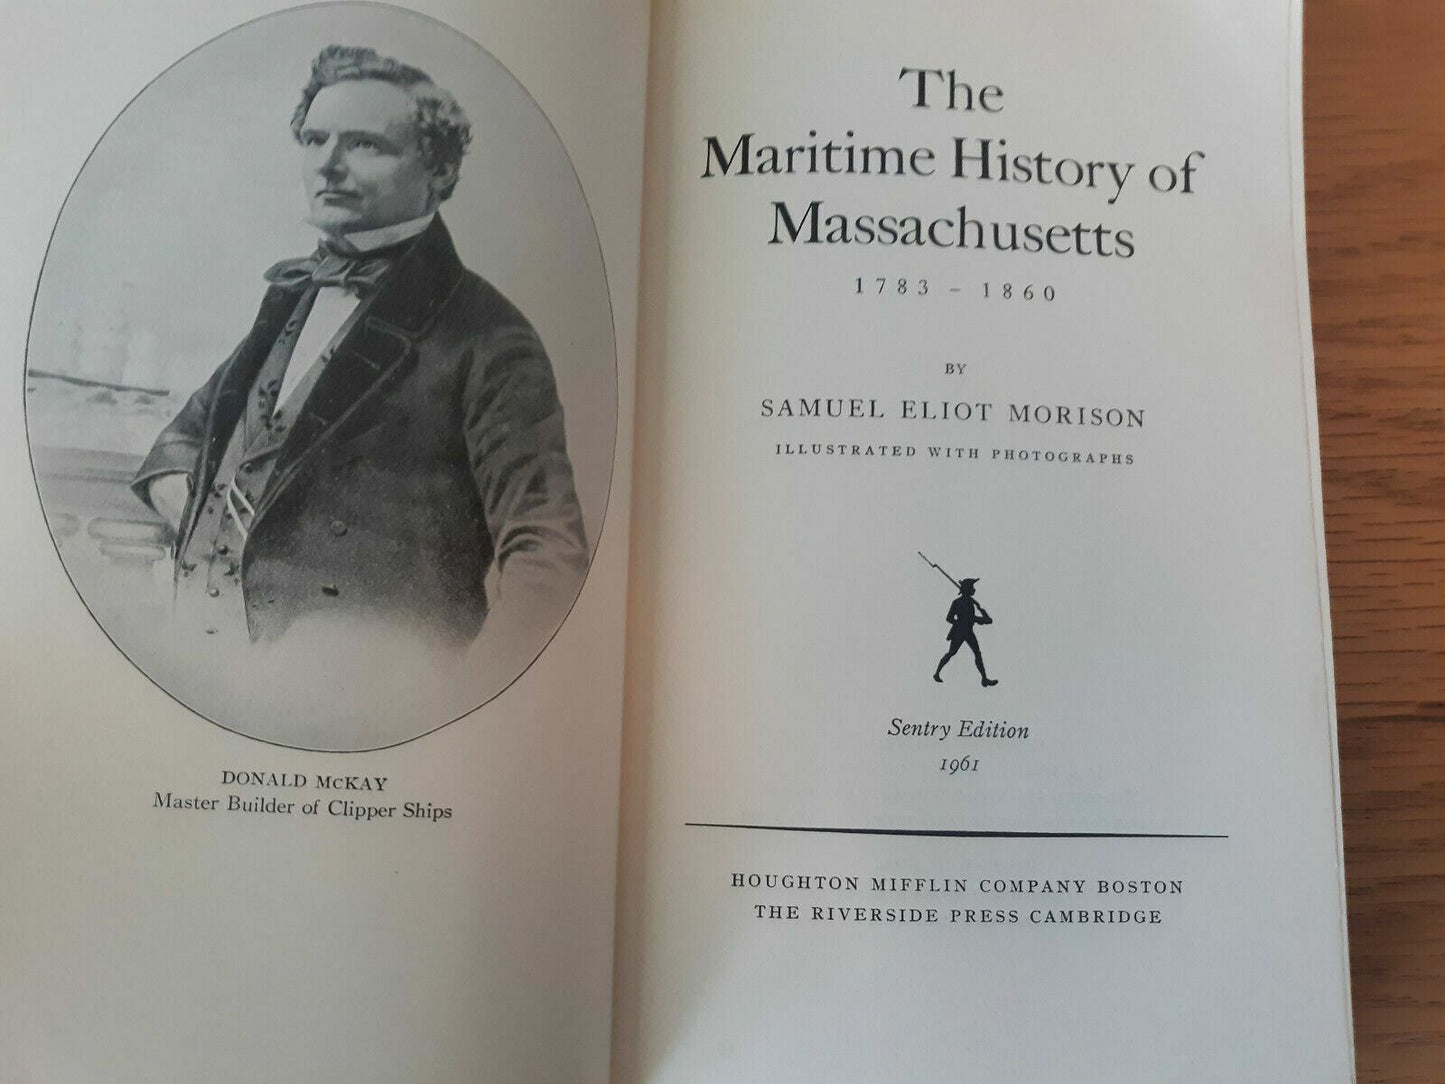 DONALD McKAY
Master Builder of Clipper Ships
The
Maritime History of
Massachusetts
1783 – 1860
BY
SAMUEL ELIOT MORISON
ILLUSTRATED WITH PHOTOGRAPHS
Sentry Edition
1961
HOUGHTON MIFFLIN COMPANY BOSTON
THE RIVERSIDE PRESS CAMBRIDGE